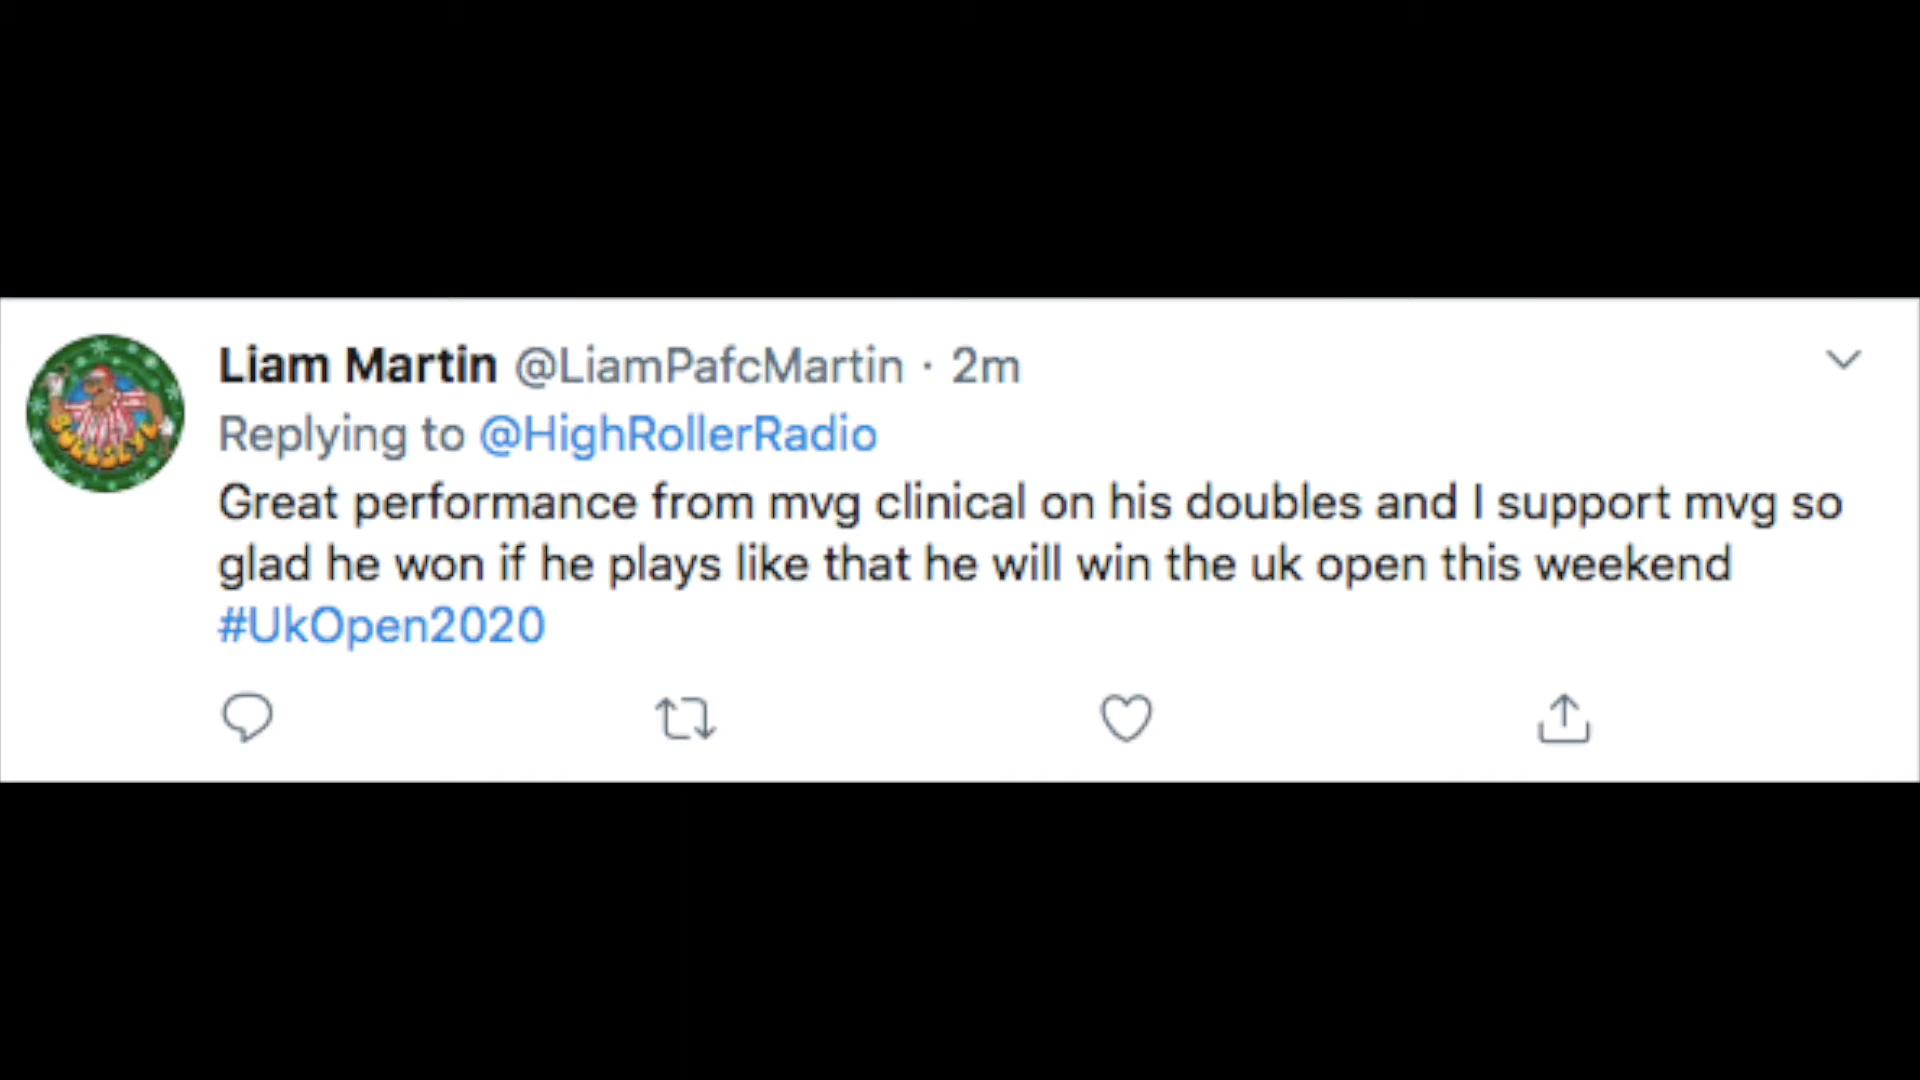 Liam Martin @LiamPafcMartin · 2m
Replying to @HighRollerRadio
Great performance from mvg clinical on his doubles and I support mvg so
glad he won if he plays like that he will win the uk open this weekend
#UkOpen2020
BULLSEYE